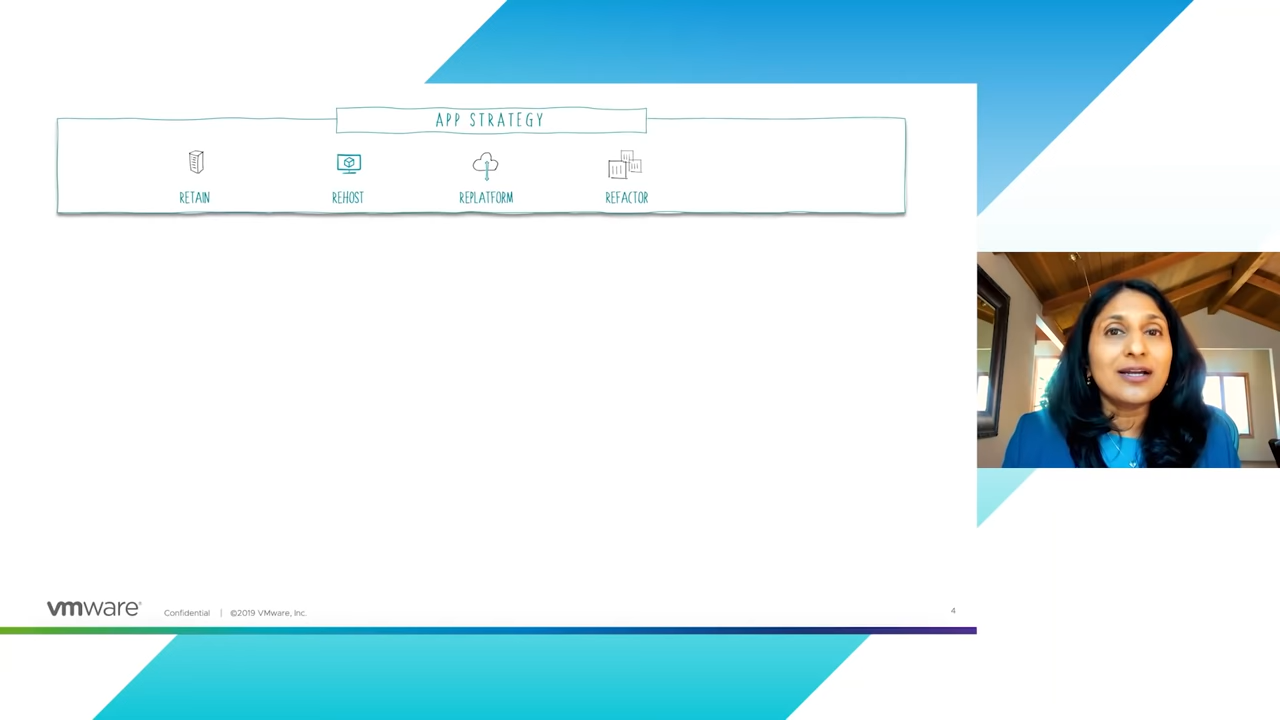 APP STRATEGY
RETAIN REHOST REPLATFORM REFACTOR
vmware® Confidential | ©2019 VMware, Inc. 4